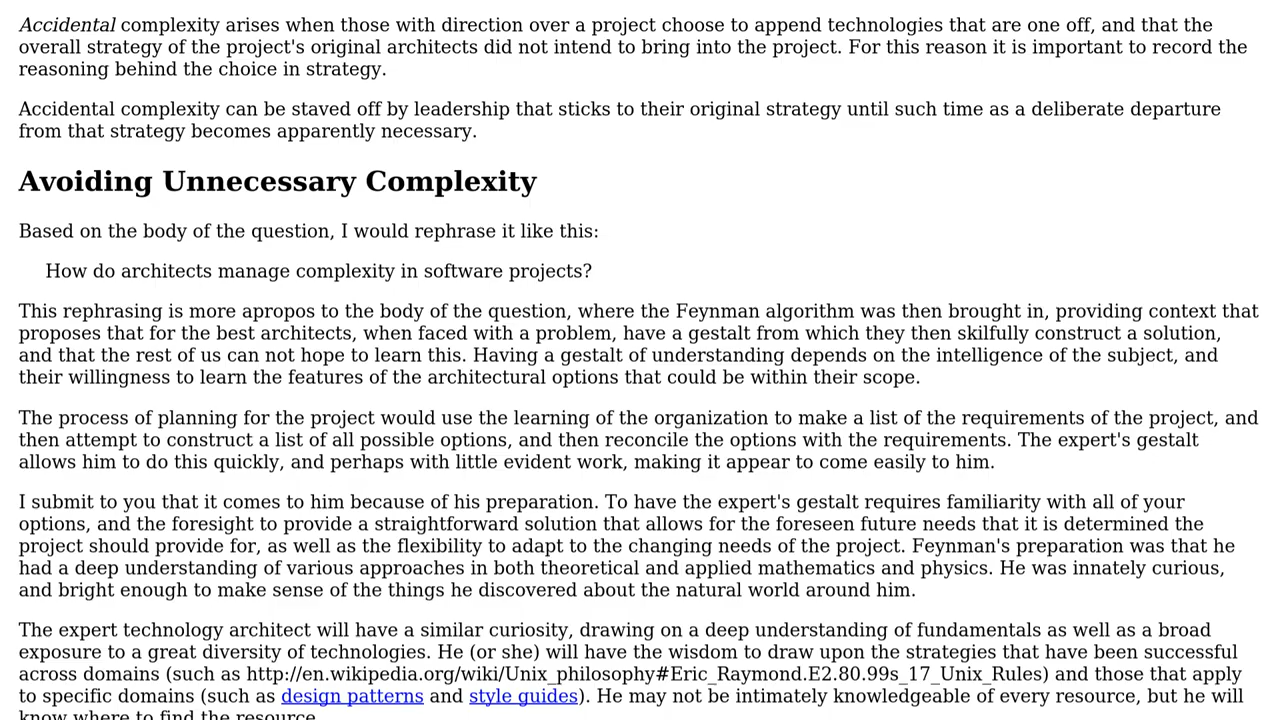 Accidental complexity arises when those with direction over a project choose to append technologies that are one off, and that the
overall strategy of the project's original architects did not intend to bring into the project. For this reason it is important to record the
reasoning behind the choice in strategy.
Accidental complexity can be staved off by leadership that sticks to their original strategy until such time as a deliberate departure
from that strategy becomes apparently necessary.
Avoiding Unnecessary Complexity
Based on the body of the question, I would rephrase it like this:
How do architects manage complexity in software projects?
This rephrasing is more apropos to the body of the question, where the Feynman algorithm was then brought in, providing context that
proposes that for the best architects, when faced with a problem, have a gestalt from which they then skilfully construct a solution,
and that the rest of us can not hope to learn this. Having a gestalt of understanding depends on the intelligence of the subject, and
their willingness to learn the features of the architectural options that could be within their scope.
The process of planning for the project would use the learning of the organization to make a list of the requirements of the project, and
then attempt to construct a list of all possible options, and then reconcile the options with the requirements. The expert's gestalt
allows him to do this quickly, and perhaps with little evident work, making it appear to come easily to him.
I submit to you that it comes to him because of his preparation. To have the expert's gestalt requires familiarity with all of your
options, and the foresight to provide a straightforward solution that allows for the foreseen future needs that it is determined the
project should provide for, as well as the flexibility to adapt to the changing needs of the project. Feynman's preparation was that he
had a deep understanding of various approaches in both theoretical and applied mathematics and physics. He was innately curious,
and bright enough to make sense of the things he discovered about the natural world around him.
The expert technology architect will have a similar curiosity, drawing on a deep understanding of fundamentals as well as a broad
exposure to a great diversity of technologies. He (or she) will have the wisdom to draw upon the strategies that have been successful
across domains (such as http://en.wikipedia.org/wiki/Unix_philosophy#Eric_Raymond.E2.80.99s_17_Unix_Rules) and those that apply
to specific domains (such as design patterns and style guides). He may not be intimately knowledgeable of every resource, but he will
know where to find the resource.